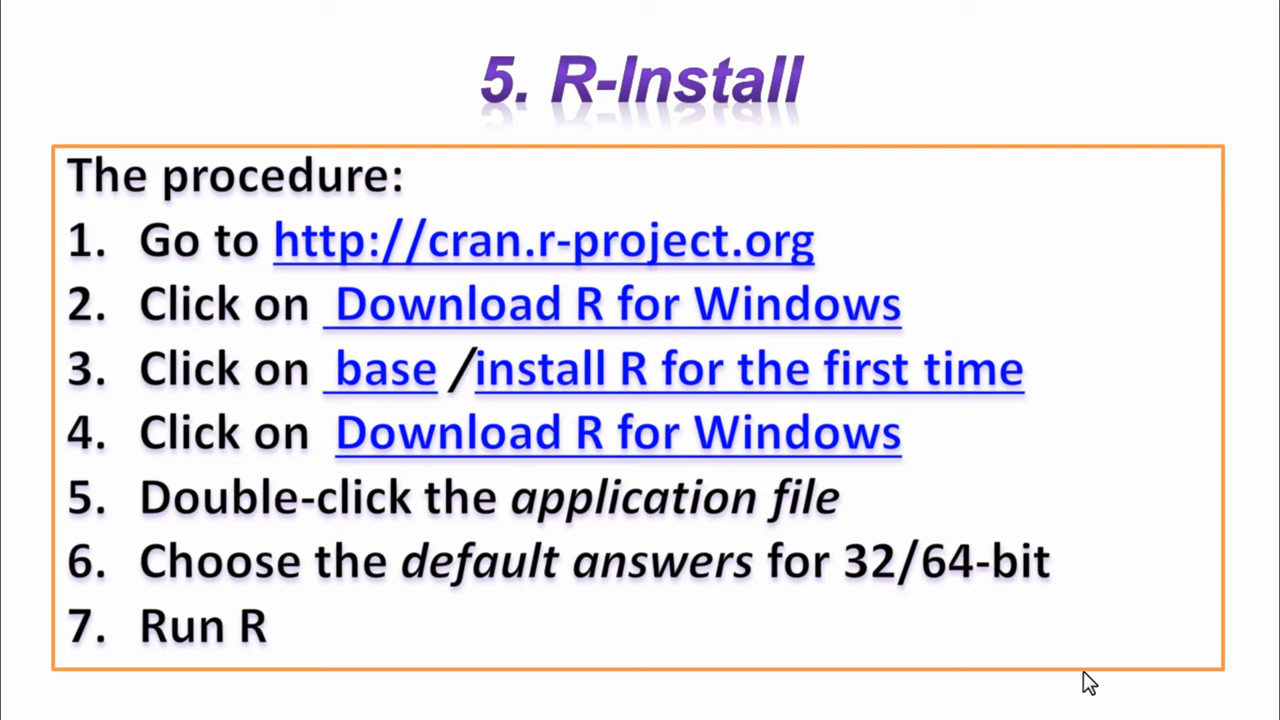 5. R-Install
The procedure:
1. Go to http://cran.r-project.org
2. Click on Download R for Windows
3. Click on base /install R for the first time
4. Click on Download R for Windows
5. Double-click the application file
6. Choose the default answers for 32/64-bit
7. Run R